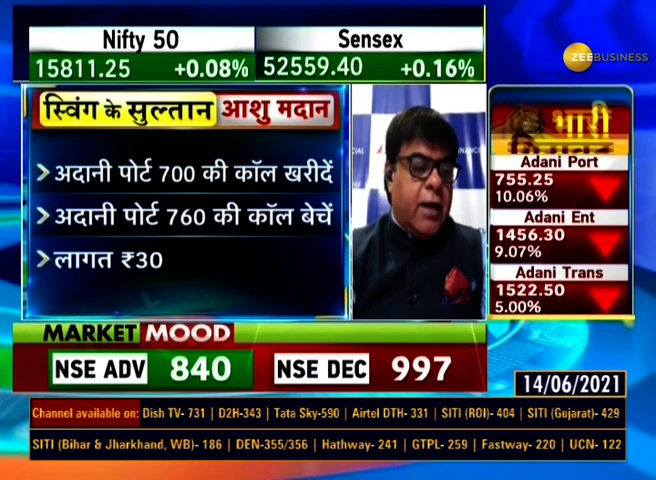 Nifty 50
15811.25 +0.08%
Sensex
52559.40 +0.16%
ZEEBUSINESS
स्विंग के सुल्तान आशु मदान
अदानी पोर्ट 700 की कॉल खरीदें
अदानी पोर्ट 760 की कॉल बेचें
लागत ₹30
भारी
Adani Port
755.25
10.06%
Adani Ent
1456.30
9.07%
Adani Trans
1522.50
5.00%
MARKET MOOD
NSE ADV 840 NSE DEC 997
14/06/2021
Channel available on: Dish TV- 731 | D2H-343 | Tata Sky-590 | Airtel DTH- 331 | SITI (ROI)- 404 | SITI (Gujarat)- 429
SITI (Bihar & Jharkhand, WB)- 186 | DEN-355/356 | Hathway- 241 | GTPL- 259 | Fastway- 220 | UCN- 122